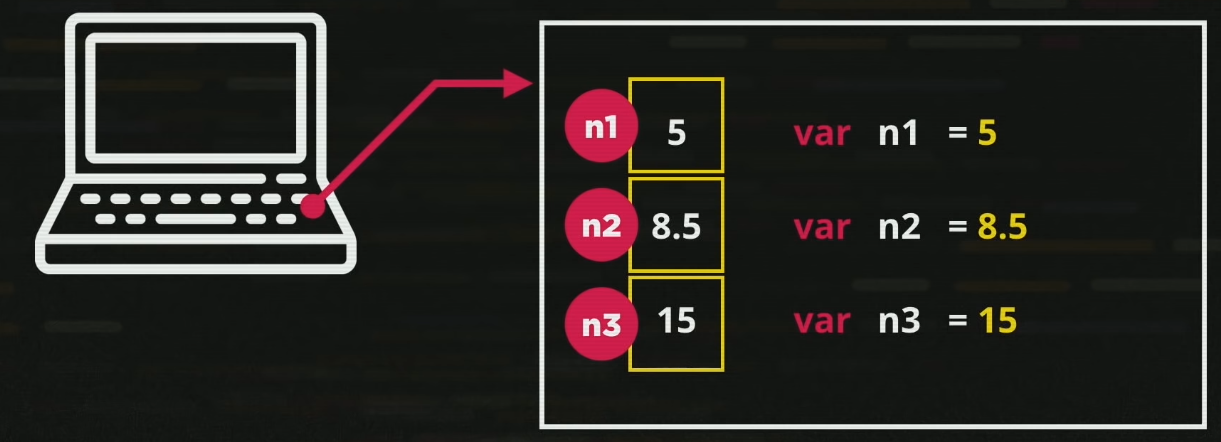 n1 5 var n1 = 5
n2 8.5 var n2 = 8.5
n3 15 var n3 = 15